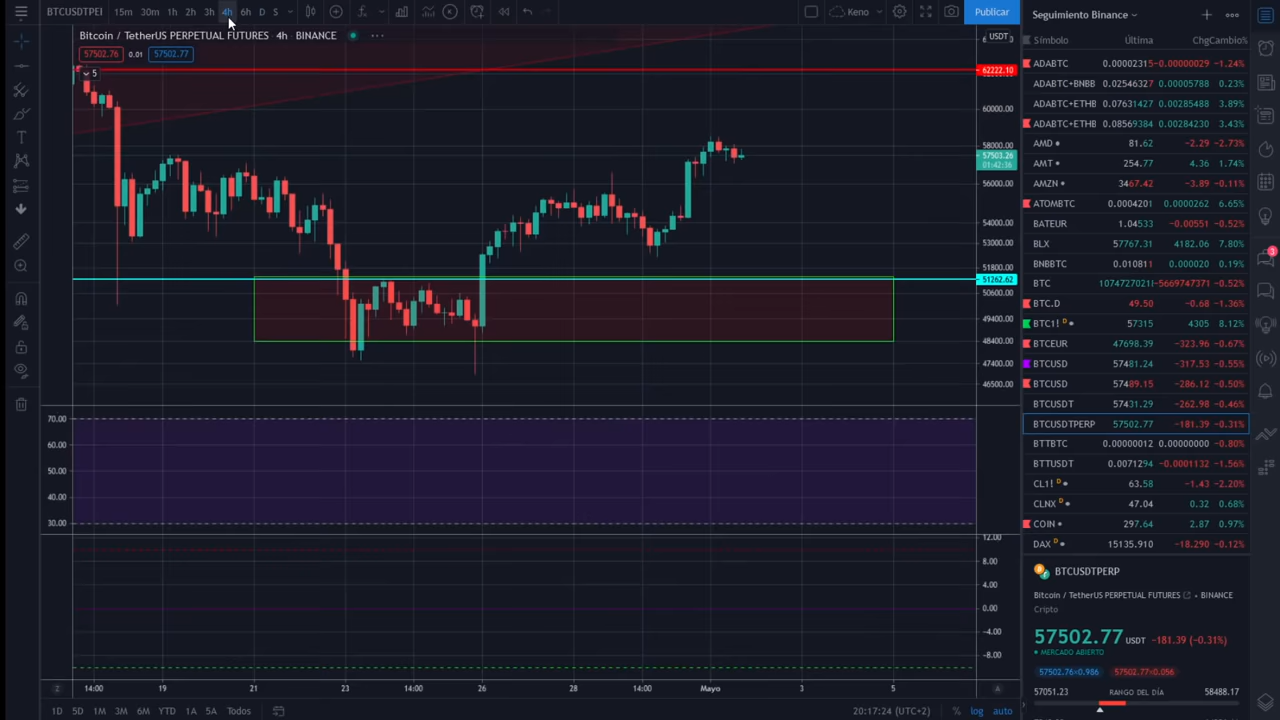 BTCUSDTPEI 15m 30m 1h 2h 3h 4h 6h D S Keno Publicar
Bitcoin / TetherUS PERPETUAL FUTURES · 4h · BINANCE
57502.76 0.01 57502.77
5
USDT
62222.10
60000.00
58000.00
57503.26
01:42:36
56000.00
54000.00
53000.00
51800.00
51262.62
50600.00
49400.00
48400.00
47400.00
46500.00
70.00
60.00
50.00
40.00
30.00
12.00
8.00
4.00
0.00
-4.00
-8.00
Z 14:00 19 21 23 14:00 26 28 14:00 Mayo 3 5 A
1D 5D 1M 3M 6M YTD 1A 5A Todos 20:17:24 (UTC+2) % log auto
Seguimiento Binance
Símbolo Última ChgCambio%
ADABTC 0.00002315 -0.00000029 -1.24%
ADABTC+BNBB 0.02546327 0.00005788 0.23%
ADABTC+ETHB 0.07631427 0.00285488 3.89%
ADABTC+ETHB 0.08569384 0.00284230 3.43%
AMD 81.62 -2.29 -2.73%
AMT 254.77 4.36 1.74%
AMZN 3467.42 -3.89 -0.11%
ATOMBTC 0.0004201 0.0000262 6.65%
BATEUR 1.04533 -0.00551 -0.52%
BLX 57767.31 4182.06 7.80%
BNBBTC 0.010811 0.000020 0.19%
BTC 1074727021 -5669747371 -0.52%
BTC.D 49.50 -0.68 -1.36%
BTC1! D 57315 4305 8.12%
BTCEUR 47698.39 -323.96 -0.67%
BTCUSD 57481.24 -317.53 -0.55%
BTCUSD 57489.15 -286.12 -0.50%
BTCUSDT 57431.29 -262.98 -0.46%
BTCUSDTPERP 57502.77 -181.39 -0.31%
BTTBTC 0.00000012 0.00000000 -0.80%
BTTUSDT 0.0071294 -0.0001132 -1.56%
CL1! D 63.58 -1.43 -2.20%
CLNX 47.04 0.32 0.68%
COIN 297.64 2.87 0.97%
DAX D 15135.910 -18.290 -0.12%
BTCUSDTPERP
Bitcoin / TetherUS PERPETUAL FUTURES • BINANCE
Cripto
57502.77 USDT −181.39 (−0.31%)
MERCADO ABIERTO
57502.76×0.986 57502.77×0.056
57051.23 RANGO DEL DÍA 58488.17
3